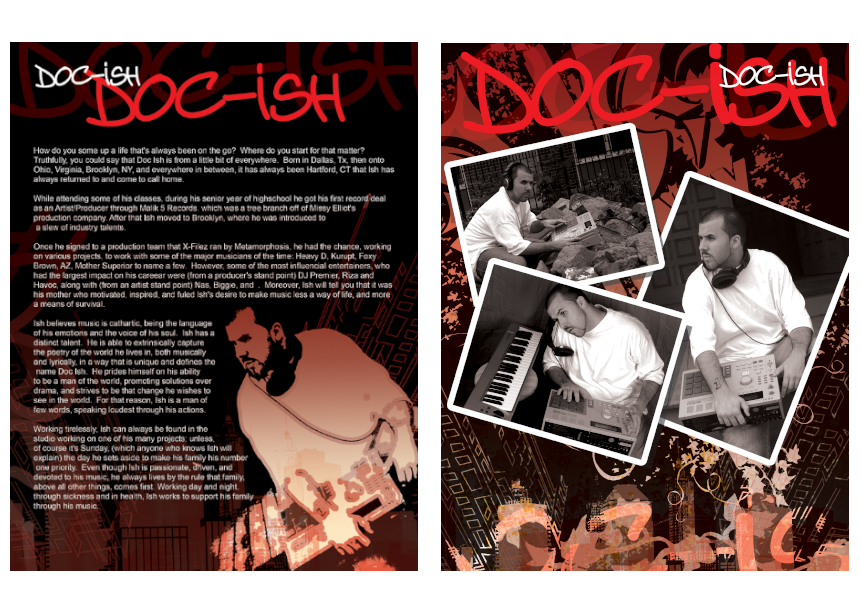 DOC-ISH
DOC-ISH
How do you some up a life that's always been on the go? Where do you start for that matter?
Truthfully, you could say that Doc Ish is from a little bit of everywhere. Born in Dallas, Tx, then onto
Ohio, Virginia, Brooklyn, NY, and everywhere in between, it has always been Hartford, CT that Ish has
always returned to and come to call home.
While attending some of his classes, during his senior year of highschool he got his first record deal
as an Artist/Producer through Malik 5 Records. which was a tree branch off of Missy Elliot's
production company. After that Ish moved to Brooklyn, where he was introduced to
a slew of industry talents.
Once he signed to a production team that X-Filez ran by Metamorphosis, he had the chance, working
on various projects, to work with some of the major musicians of the time: Heavy D, Kurupt, Foxy
Brown, AZ, Mother Superior to name a few. However, some of the most influencial entertainers, who
had the largest impact on his careaer were (from a producer's stand point) DJ Premier, Riza and
Havoc, along with (from an artist stand point) Nas, Biggie, and . Moreover, Ish will tell you that it was
his mother who motivated, inspired, and fuled Ish's desire to make music less a way of life, and more
a means of survival.
Ish believes music is cathartic, being the language
of his emotions and the voice of his soul. Ish has a
distinct talent. He is able to extrinsically capture
the poetry of the world he lives in, both musically
and lyrically, in a way that is unique and defines the
name Doc Ish. He prides himself on his ability
to be a man of the world, promoting solutions over
drama, and strives to be that change he wishes to
see in the world. For that reason, Ish is a man of
few words, speaking loudest through his actions.
Working tirelessly, Ish can always be found in the
studio working on one of his many projects; unless,
of course it's Sunday, (which anyone who knows Ish will
explain) the day he sets aside to make his family his number
one priority. Even though Ish is passionate, driven, and
devoted to his music, he always lives by the rule that family,
above all other things, comes first. Working day and night,
through sickness and in health, Ish works to support his family
through his music.
DOC-ISH
DOC-ISH